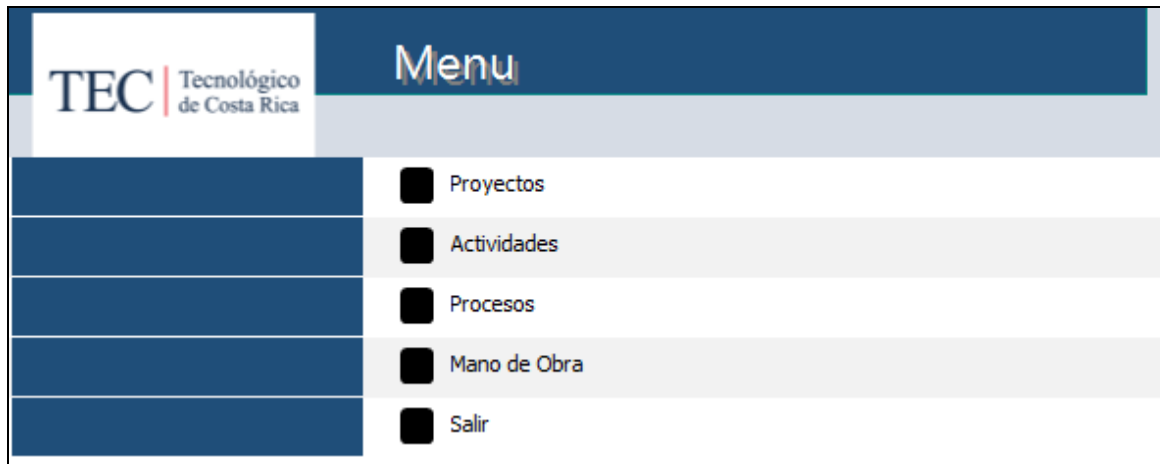 TEC
Tecnológico
de Costa Rica
Menu
Proyectos
Actividades
Procesos
Mano de Obra
Salir